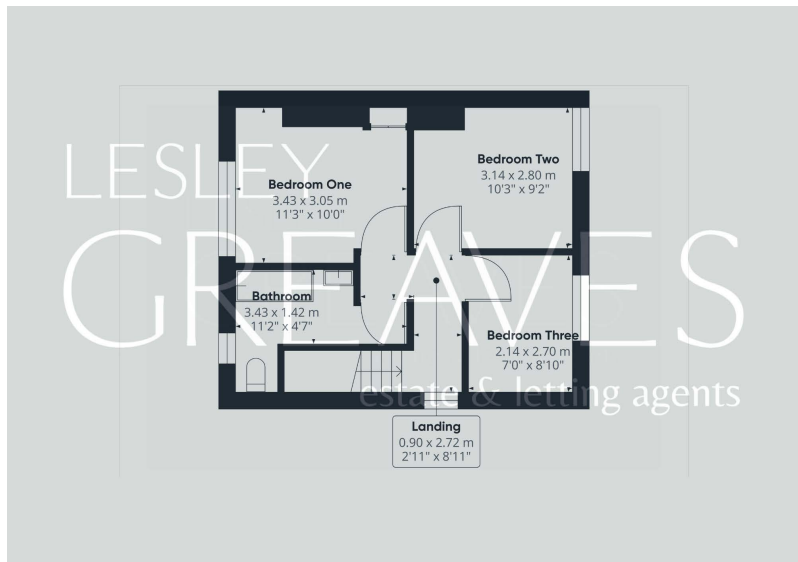 LESLEY
GREAVES
estate & letting agents
Bedroom One
3.43 x 3.05 m
11'3" x 10'0"
Bedroom Two
3.14 x 2.80 m
10'3" x 9'2"
Bathroom
3.43 x 1.42 m
11'2" x 4'7"
Bedroom Three
2.14 x 2.70 m
7'0" x 8'10"
Landing
0.90 x 2.72 m
2'11" x 8'11"